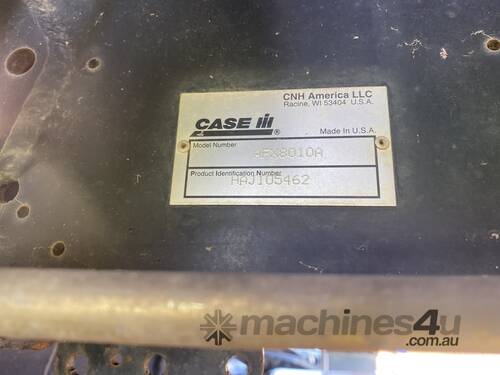 CNH America LLC
Racine, WI 53404 U.S.A.
CASE IH
®
Made in U.S.A.
Model Number
AFX8010A
Product Identification Number
HAJ105462
machines4u
.com.au